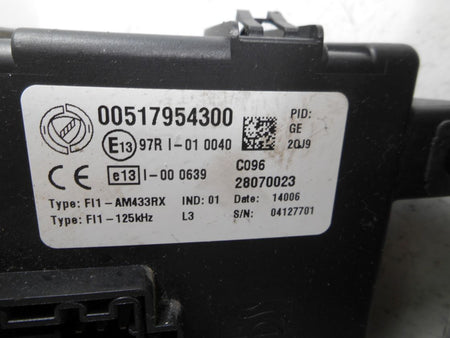 00517954300
PID:
GE
2QJ9
E13 97R I-01 0040
CE e13 I-00 0639
C096
28070023
Type: FI1 -AM433RX IND: 01 Date: 14006
Type: FI1 -125kHz L3 S/N: 04127701